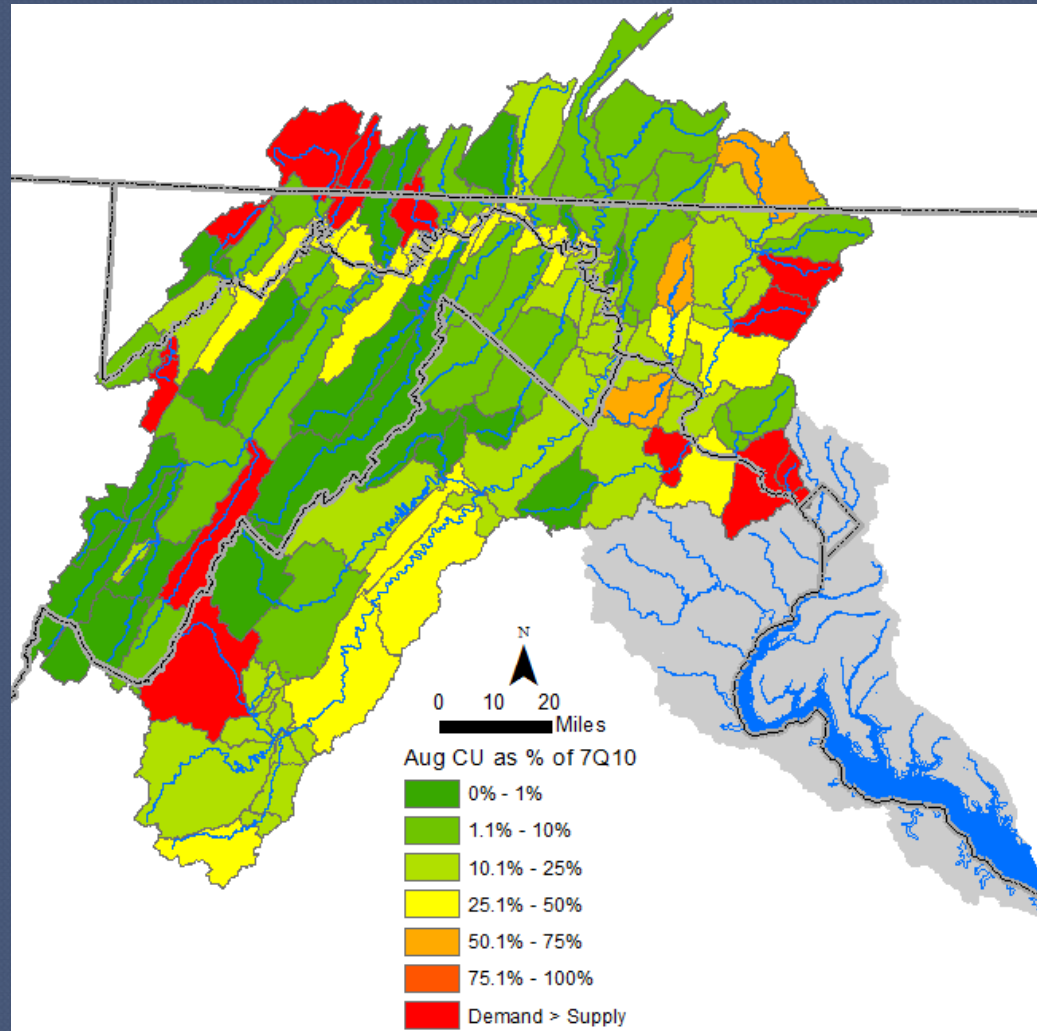 N
0 10 20
Miles
Aug CU as % of 7Q10
0% - 1%
1.1% - 10%
10.1% - 25%
25.1% - 50%
50.1% - 75%
75.1% - 100%
Demand > Supply